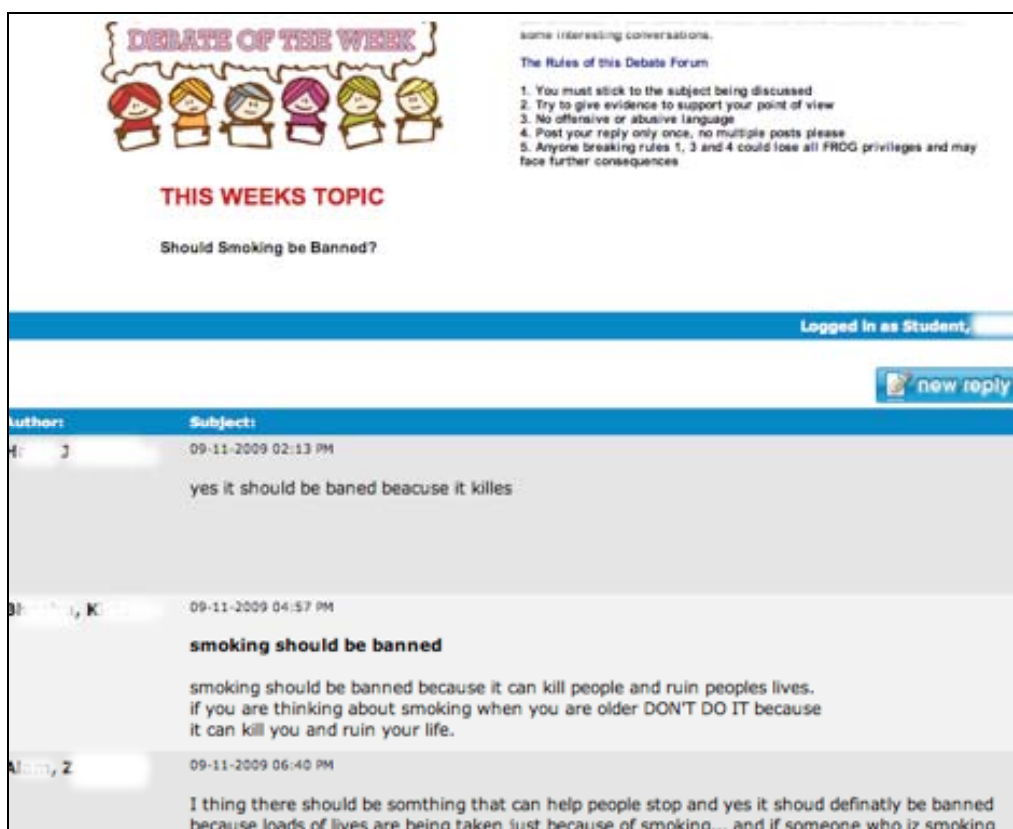 DEBATE OF THE WEEK
some interesting conversations.
The Rules of this Debate Forum
1. You must stick to the subject being discussed
2. Try to give evidence to support your point of view
3. No offensive or abusive language
4. Post your reply only once, no multiple posts please
5. Anyone breaking rules 1, 3 and 4 could lose all FROG privileges and may
face further consequences
THIS WEEKS TOPIC
Should Smoking be Banned?
Logged in as Student,
new reply
Author:
Subject:
J
09-11-2009 02:13 PM
yes it should be baned beacuse it killes
, K
09-11-2009 04:57 PM
smoking should be banned
smoking should be banned because it can kill people and ruin peoples lives.
if you are thinking about smoking when you are older DON'T DO IT because
it can kill you and ruin your life.
, Z
09-11-2009 06:40 PM
I thing there should be somthing that can help people stop and yes it shoud definatly be banned
because loads of lives are being taken just because of smoking... and if someone who iz smoking